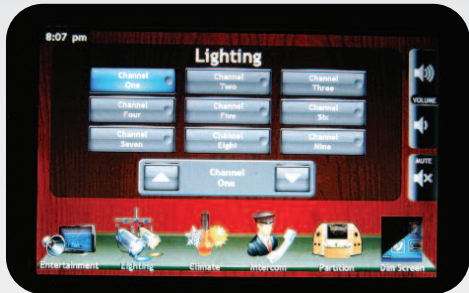 8:07 pm
Lighting
Channel One
Channel Two
Channel Three
Channel Four
Channel Five
Channel Six
Channel Seven
Channel Eight
Channel Nine
Channel One
VOLUME
MUTE
Entertainment
Lighting
Climate
Intercom
Partition
Dim Screen